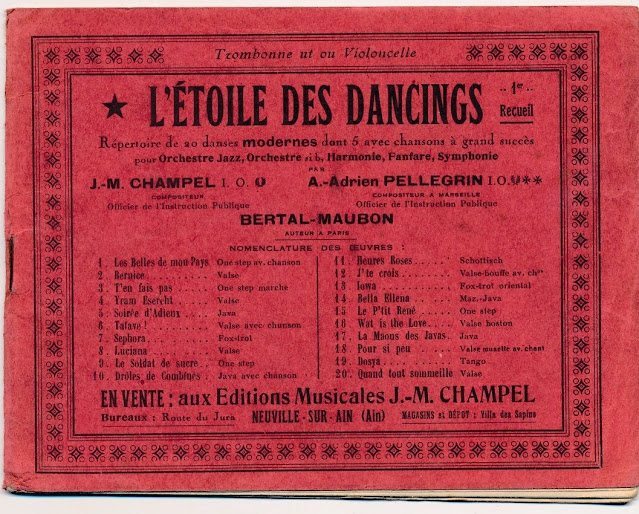 Trombonne ut ou Violoncelle
★ L'ÉTOILE DES DANCINGS
.. 1er ..
Recueil
Répertoire de 20 danses modernes dont 5 avec chansons à grand succès
pour Orchestre Jazz, Orchestre si b, Harmonie, Fanfare, Symphonie
PAR
J.-M. CHAMPEL I. O.
COMPOSITEUR
Officier de l'Instruction Publique
A.-Adrien PELLEGRIN I.O.
COMPOSITEUR A MARSEILLE
Officier de l'Instruction Publique
BERTAL-MAUBON
AUTEUR A PARIS
NOMENCLATURE DES ŒUVRES :
1. Les Belles de mon Pays. One step av. chanson
2. Bernice . . . . . . . . Valse
3. T'en fais pas . . . . . One step marche
4. Yram Esereht . . . . . Valse
5. Soirée d'Adieux . . . . Java
6. Tatave ! . . . . . . . . Valse avec chanson
7. Sephora . . . . . . . . Fox-trot
8. Luciana . . . . . . . . Valse
9. Le Soldat de sucre . . One step
10. Drôles de Combines . Java avec chanson
11. Heures Roses . . . . . Schottisch
12. J'te crois . . . . . . . Valse-bouffe av. chon
13. Iowa . . . . . . . . . Fox-trot oriental
14. Bella Ellena . . . . . Maz.-Java
15. Le P'tit René . . . . . One step
16. Wat is the Love . . . . Valse boston
17. La Maous des Javas. Java
18. Pour si peu . . . . . . Valse musette av. chant
19. Dosya . . . . . . . . . Tango
20. Quand tout sommeille Valse
EN VENTE : aux Editions Musicales J.-M. CHAMPEL
Bureaux : Route du Jura NEUVILLE-SUR-AIN (Ain) MAGASINS et DÉPOT : Villa des Sapins